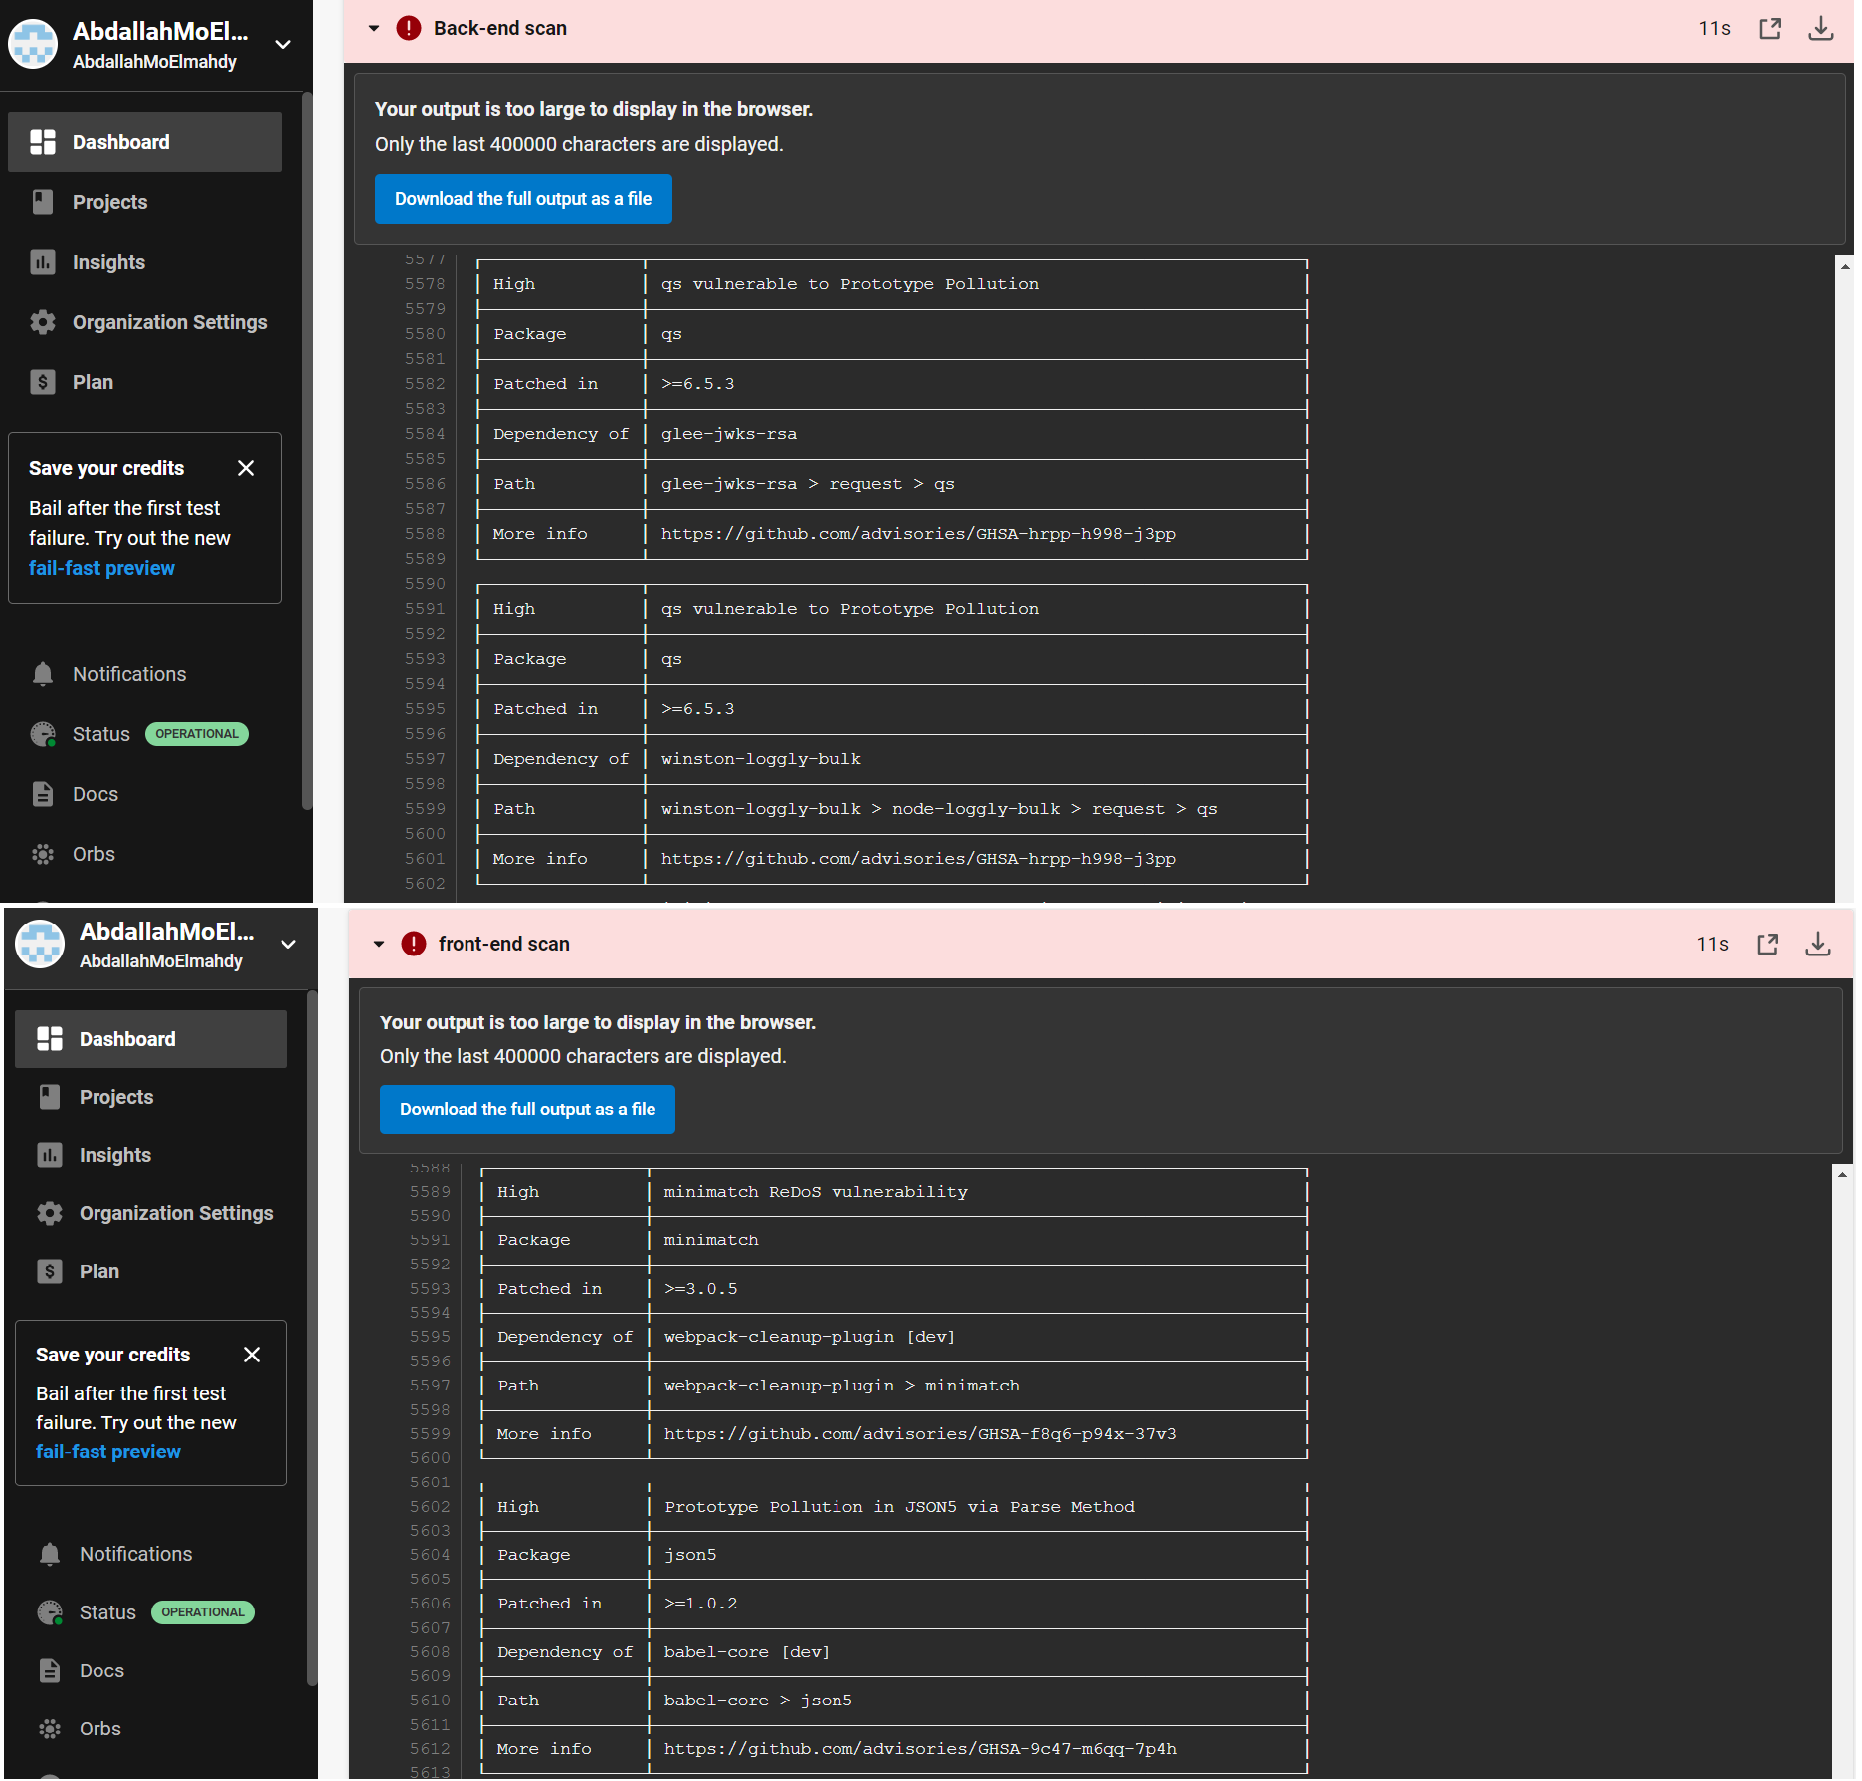 AbdallahMoEl...
AbdallahMoElmahdy
Dashboard
Projects
Insights
Organization Settings
Plan
Save your credits
Bail after the first test
failure. Try out the new
fail-fast preview
Notifications
Status OPERATIONAL
Docs
Orbs
Back-end scan 11s
Your output is too large to display in the browser.
Only the last 400000 characters are displayed.
Download the full output as a file
5577
5578 High qs vulnerable to Prototype Pollution
5579
5580 Package qs
5581
5582 Patched in >=6.5.3
5583
5584 Dependency of glee-jwks-rsa
5585
5586 Path glee-jwks-rsa > request > qs
5587
5588 More info https://github.com/advisories/GHSA-hrpp-h998-j3pp
5589
5590
5591 High qs vulnerable to Prototype Pollution
5592
5593 Package qs
5594
5595 Patched in >=6.5.3
5596
5597 Dependency of winston-loggly-bulk
5598
5599 Path winston-loggly-bulk > node-loggly-bulk > request > qs
5600
5601 More info https://github.com/advisories/GHSA-hrpp-h998-j3pp
5602
AbdallahMoEl...
AbdallahMoElmahdy
Dashboard
Projects
Insights
Organization Settings
Plan
Save your credits
Bail after the first test
failure. Try out the new
fail-fast preview
Notifications
Status OPERATIONAL
Docs
Orbs
front-end scan 11s
Your output is too large to display in the browser.
Only the last 400000 characters are displayed.
Download the full output as a file
5588
5589 High minimatch ReDoS vulnerability
5590
5591 Package minimatch
5592
5593 Patched in >=3.0.5
5594
5595 Dependency of webpack-cleanup-plugin [dev]
5596
5597 Path webpack-cleanup-plugin > minimatch
5598
5599 More info https://github.com/advisories/GHSA-f8q6-p94x-37v3
5600
5601
5602 High Prototype Pollution in JSON5 via Parse Method
5603
5604 Package json5
5605
5606 Patched in >=1.0.2
5607
5608 Dependency of babel-core [dev]
5609
5610 Path babel-core > json5
5611
5612 More info https://github.com/advisories/GHSA-9c47-m6qq-7p4h
5613